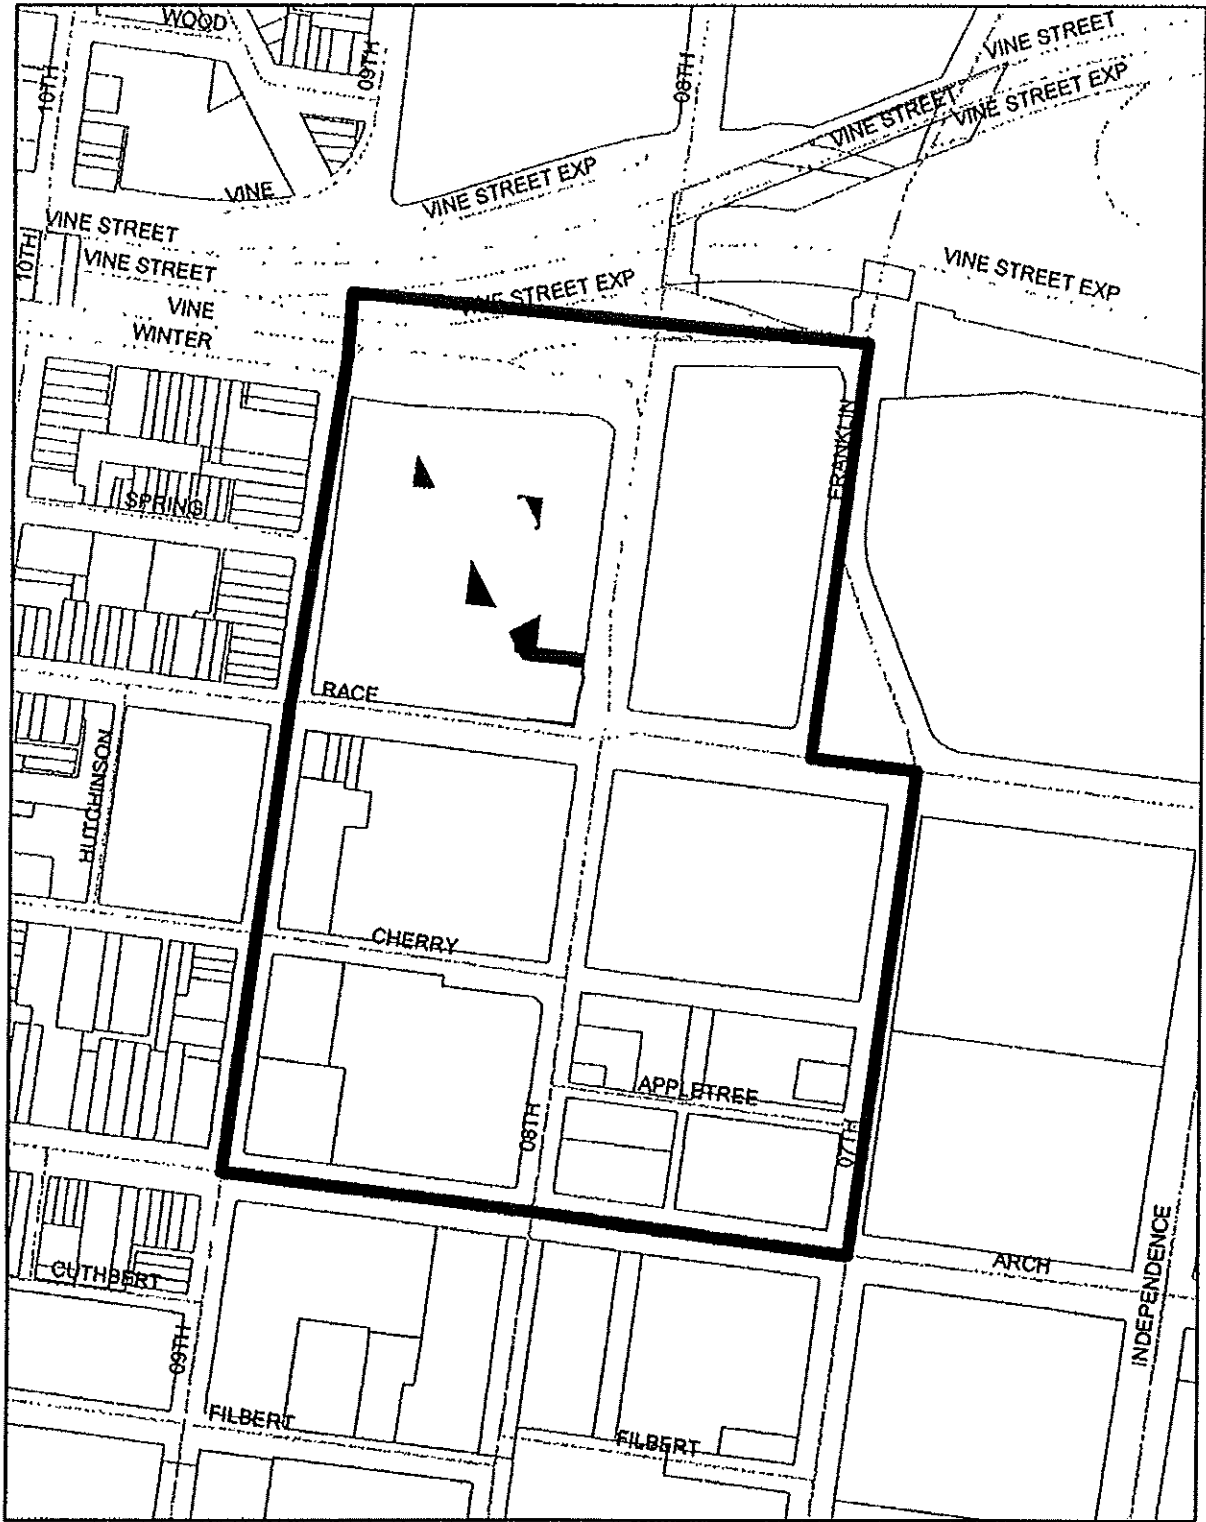 WOOD
09TH
08TH
VINE STREET
10TH
VINE STREET EXP
VINE STREET
VINE STREET EXP
VINE
VINE STREET
10TH
VINE STREET
VINE STREET EXP
VINE STREET EXP
VINE
WINTER
FRANKLIN
SPRING
RACE
HUTCHINSON
CHERRY
APPLETREE
08TH
07TH
INDEPENDENCE
ARCH
CUTHBERT
09TH
FILBERT
FILBERT